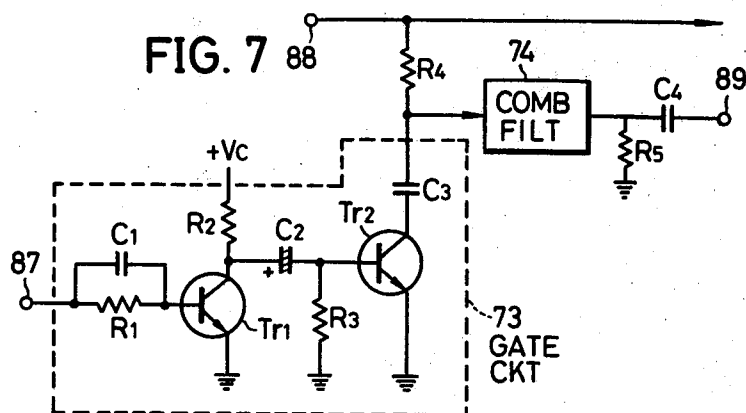 FIG. 7
88
R4
74
COMB
FILT
C4
89
R5
+Vc
R2
C3
Tr2
C1
C2
+
87
R1
Tr1
R3
73
GATE
CKT